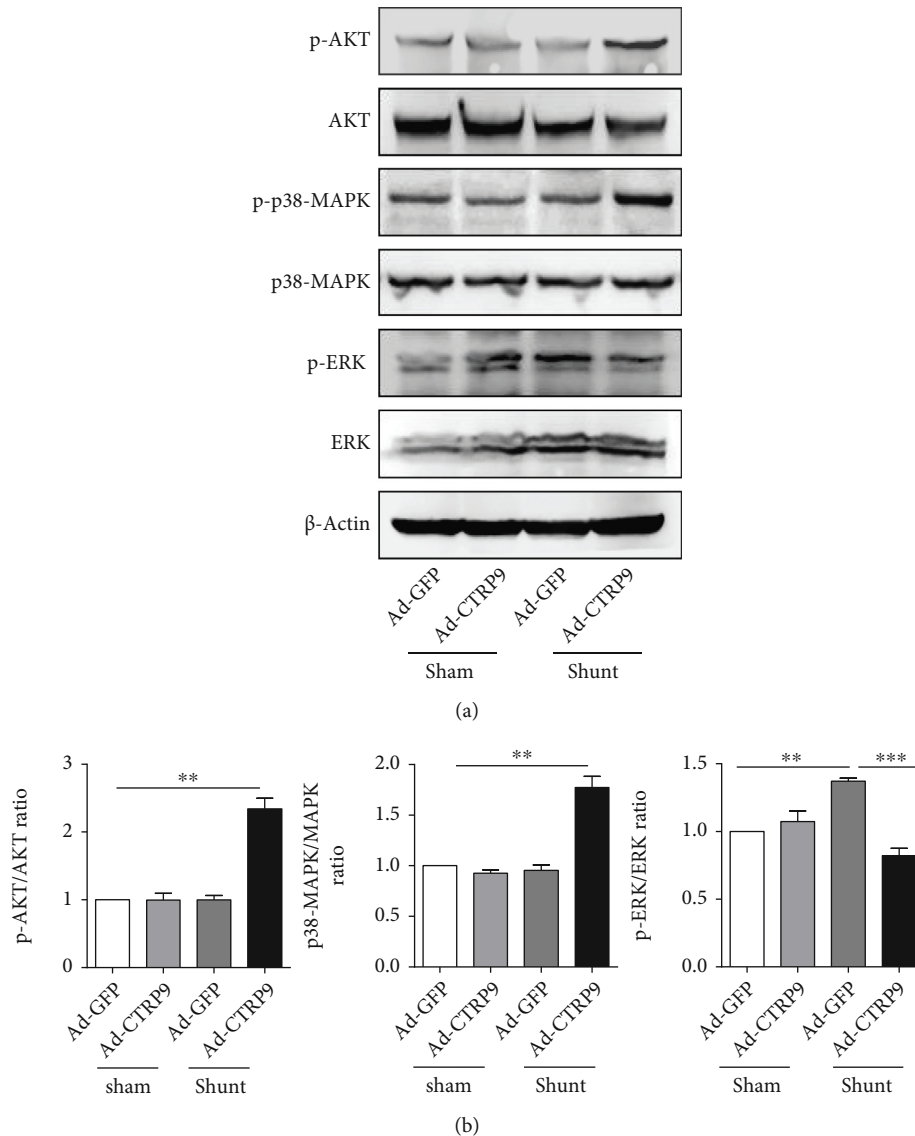 p-AKT
AKT
p-p38-MAPK
p38-MAPK
p-ERK
ERK
β-Actin
Ad-GFP Ad-CTRP9 Ad-GFP Ad-CTRP9
Sham Shunt
(a)
p-AKT/AKT ratio
3
2
1
0
**
Ad-GFP Ad-CTRP9 Ad-GFP Ad-CTRP9
sham Shunt
p38-MAPK/MAPK
ratio
2.0
1.5
1.0
0.5
0.0
**
Ad-GFP Ad-CTRP9 Ad-GFP Ad-CTRP9
sham Shunt
p-ERK/ERK ratio
1.5
1.0
0.5
0.0
** ***
Ad-GFP Ad-CTRP9 Ad-GFP Ad-CTRP9
Sham Shunt
(b)